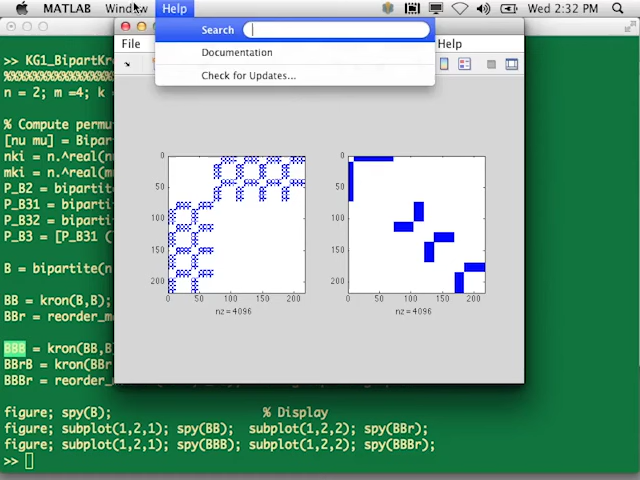 MATLAB Window Help Wed 2:32 PM
Search
Documentation
Check for Updates...
File Help
>> KG1_BipartKro
%%%%%%%%%%%%%%%%
n = 2; m =4; k =
% Compute permu
[nu mu] = Bipar
nki = n.^real(n
mki = n.^real(m
P_B2 = biparti
P_B31 = bipart
P_B32 = bipart
P_B3 = [P_B31 (
B = bipartite(n
BB = kron(B,B);
BBr = reorder_m
BBB = kron(BB,B
BBrB = kron(BBr
BBBr = reorder_
figure; spy(B); % Display
figure; subplot(1,2,1); spy(BB); subplot(1,2,2); spy(BBr);
figure; subplot(1,2,1); spy(BBB); subplot(1,2,2); spy(BBBr);
>>
0
50
100
150
200
0 50 100 150 200
nz = 4096
0
50
100
150
200
0 50 100 150 200
nz = 4096